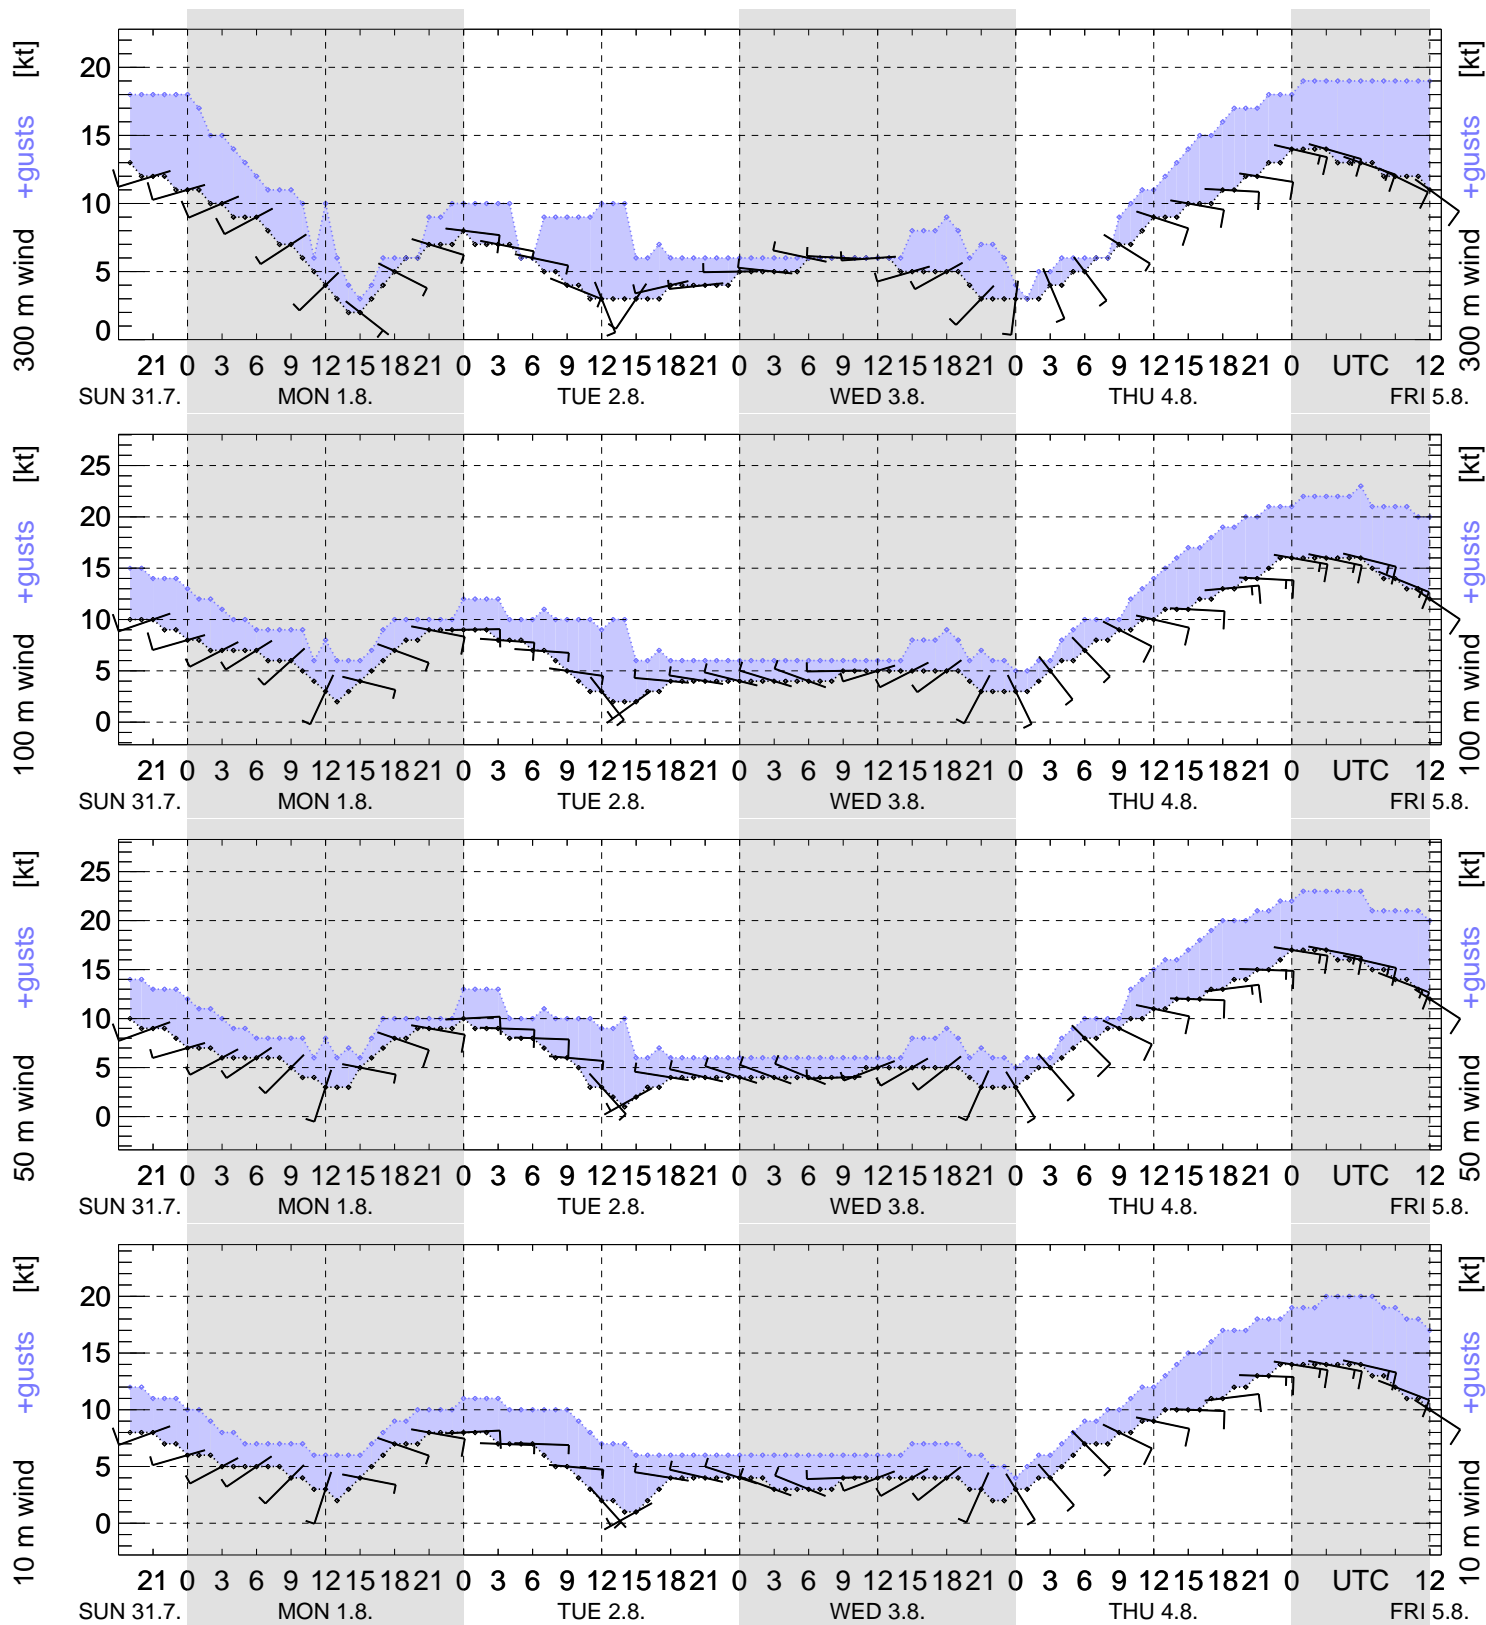 300 m wind +gusts [kt]
20
15
10
5
0
300 m wind +gusts [kt]
21 0 3 6 9 12 15 18 21 0 3 6 9 12 15 18 21 0 3 6 9 12 15 18 21 0 3 6 9 12 15 18 21 0 UTC 12
SUN 31.7. MON 1.8. TUE 2.8. WED 3.8. THU 4.8. FRI 5.8.
100 m wind +gusts [kt]
25
20
15
10
5
0
100 m wind +gusts [kt]
21 0 3 6 9 12 15 18 21 0 3 6 9 12 15 18 21 0 3 6 9 12 15 18 21 0 3 6 9 12 15 18 21 0 UTC 12
SUN 31.7. MON 1.8. TUE 2.8. WED 3.8. THU 4.8. FRI 5.8.
50 m wind +gusts [kt]
25
20
15
10
5
0
50 m wind +gusts [kt]
21 0 3 6 9 12 15 18 21 0 3 6 9 12 15 18 21 0 3 6 9 12 15 18 21 0 3 6 9 12 15 18 21 0 UTC 12
SUN 31.7. MON 1.8. TUE 2.8. WED 3.8. THU 4.8. FRI 5.8.
10 m wind +gusts [kt]
20
15
10
5
0
10 m wind +gusts [kt]
21 0 3 6 9 12 15 18 21 0 3 6 9 12 15 18 21 0 3 6 9 12 15 18 21 0 3 6 9 12 15 18 21 0 UTC 12
SUN 31.7. MON 1.8. TUE 2.8. WED 3.8. THU 4.8. FRI 5.8.